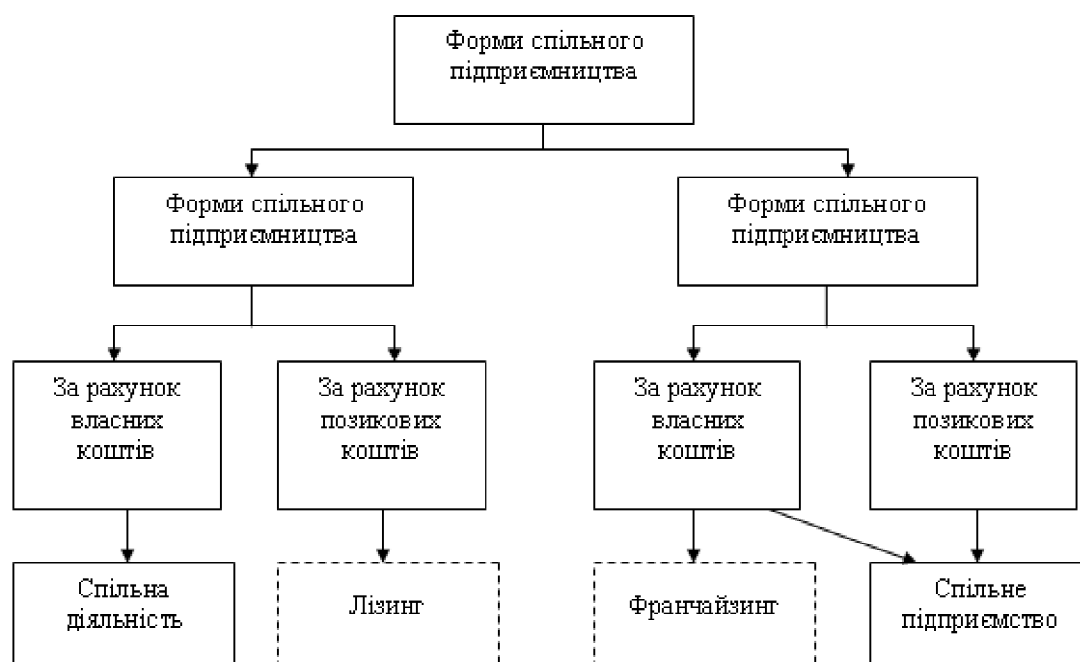 Форми спільного
підприємництва
Форми спільного
підприємництва
Форми спільного
підприємництва
За рахунок
власних
коштів
За рахунок
позикових
коштів
За рахунок
власних
коштів
За рахунок
позикових
коштів
Спільна
діяльність
Лізинг
Франчайзинг
Спільне
підприємство